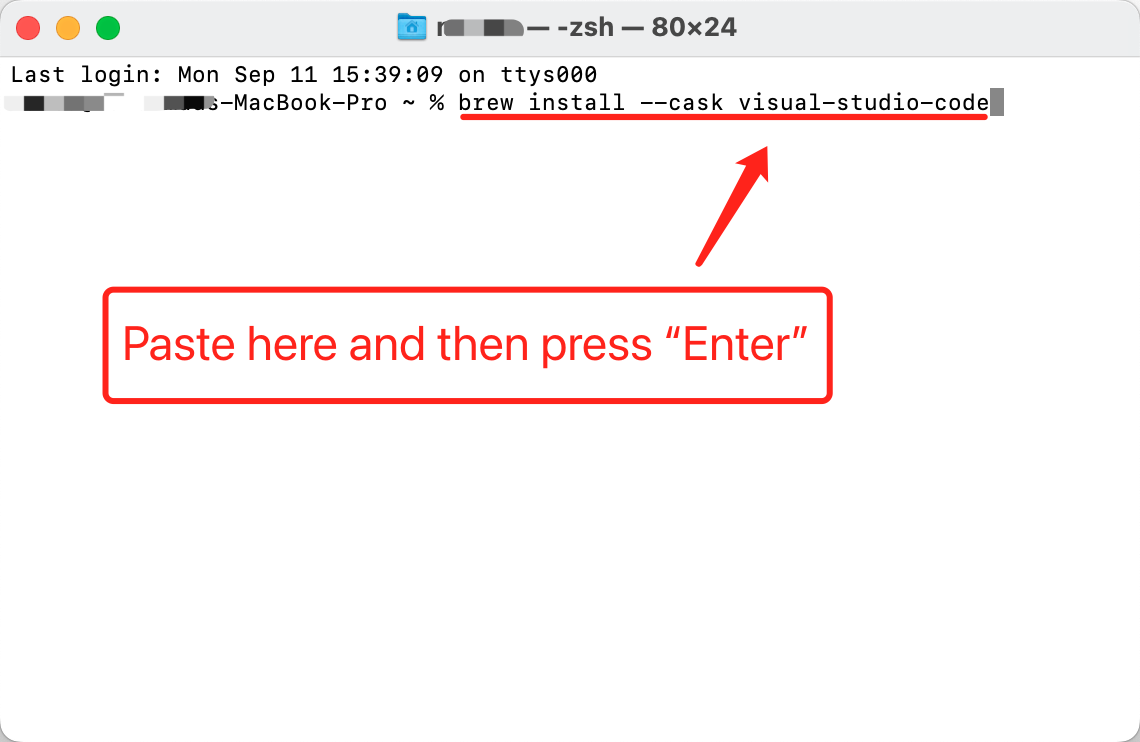 — -zsh — 80×24
Last login: Mon Sep 11 15:39:09 on ttys000
-MacBook-Pro ~ % brew install --cask visual-studio-code
Paste here and then press “Enter”